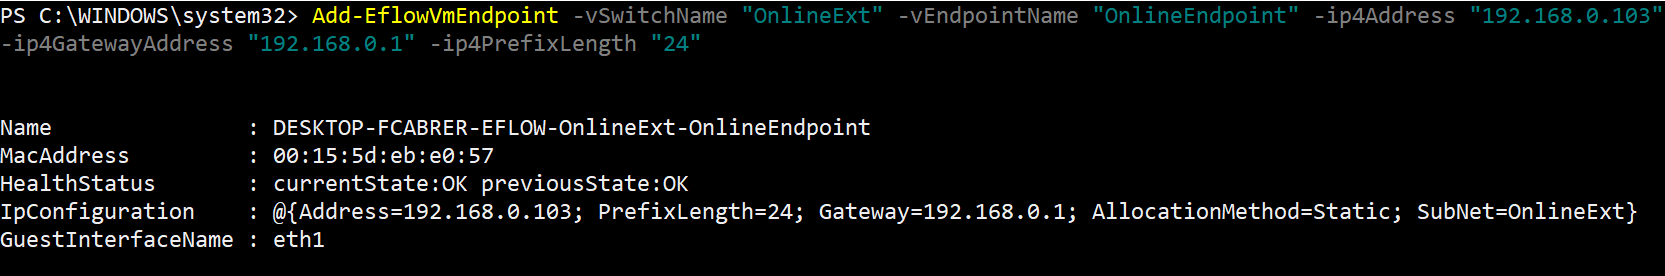 PS C:\WINDOWS\system32> Add-EflowVmEndpoint -vSwitchName "OnlineExt" -vEndpointName "OnlineEndpoint" -ip4Address "192.168.0.103"
-ip4GatewayAddress "192.168.0.1" -ip4PrefixLength "24"
Name              : DESKTOP-FCABRER-EFLOW-OnlineExt-OnlineEndpoint
MacAddress        : 00:15:5d:eb:e0:57
HealthStatus      : currentState:OK previousState:OK
IpConfiguration   : @{Address=192.168.0.103; PrefixLength=24; Gateway=192.168.0.1; AllocationMethod=Static; SubNet=OnlineExt}
GuestInterfaceName : eth1